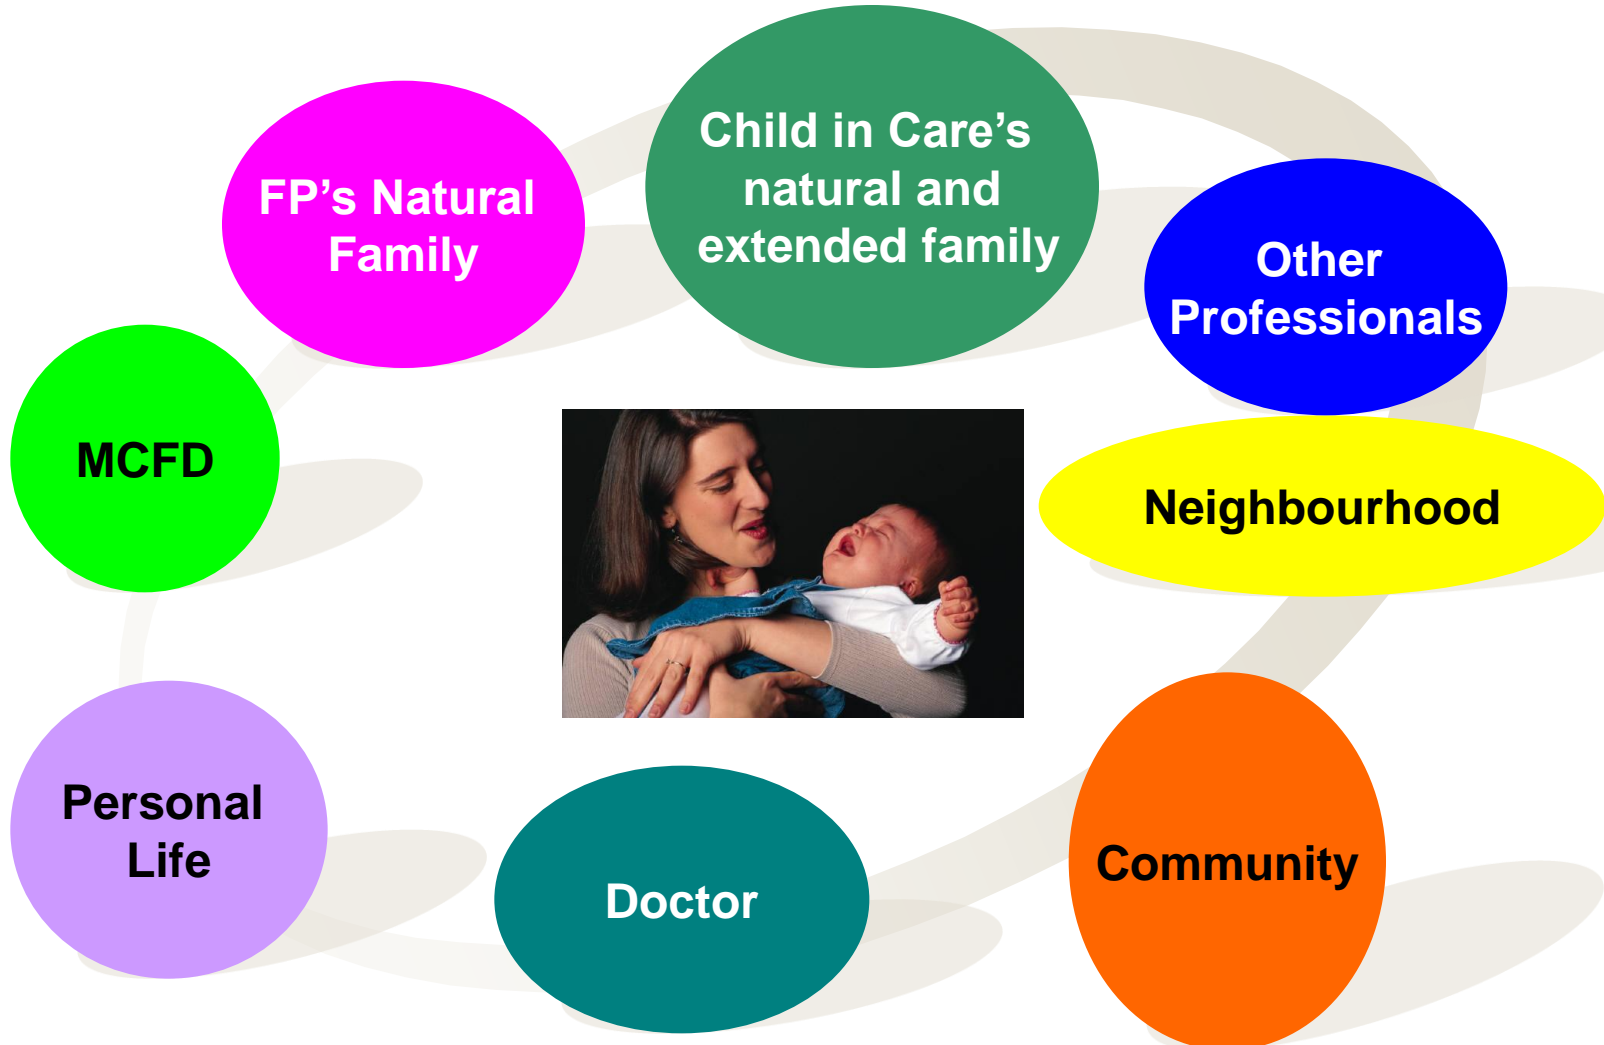 Child in Care’s
natural and
extended family
FP’s Natural
Family
Other
Professionals
MCFD
Neighbourhood
Personal
Life
Doctor
Community